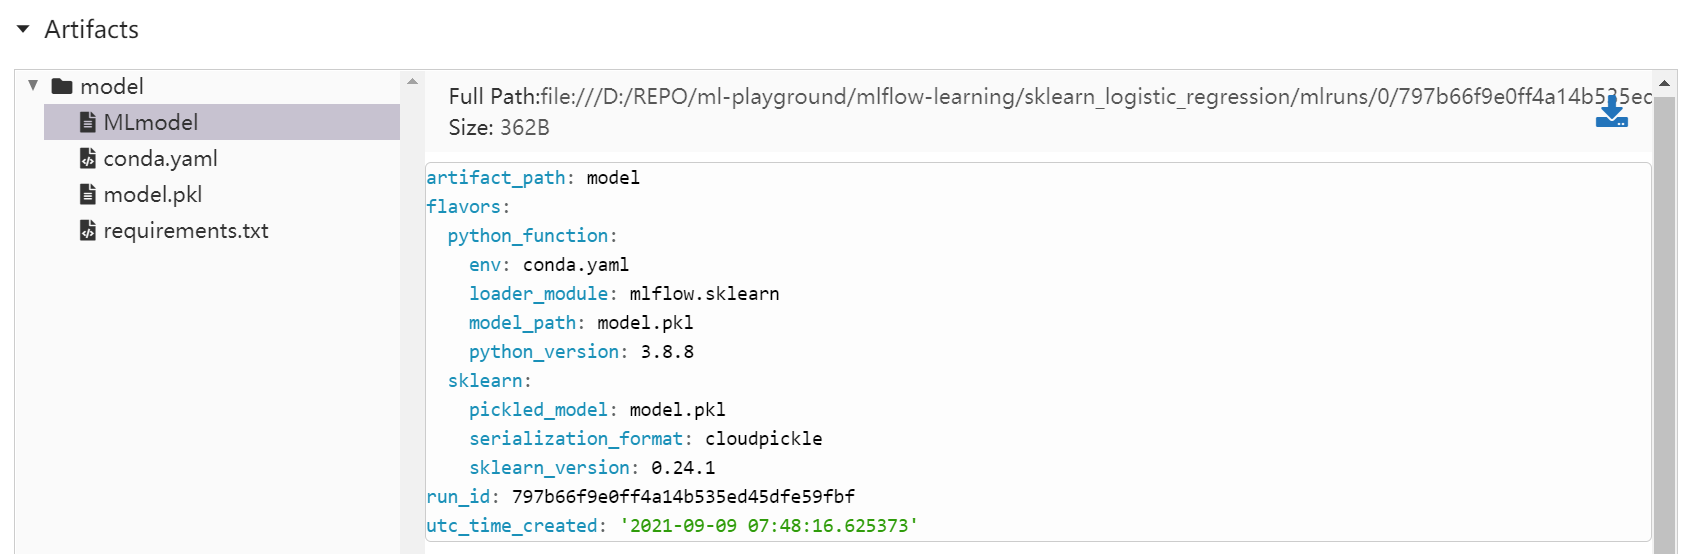 Artifacts
model
MLmodel
conda.yaml
model.pkl
requirements.txt
Full Path:file:///D:/REPO/ml-playground/mlflow-learning/sklearn_logistic_regression/mlruns/0/797b66f9e0ff4a14b535ed
Size: 362B
artifact_path: model
flavors:
  python_function:
    env: conda.yaml
    loader_module: mlflow.sklearn
    model_path: model.pkl
    python_version: 3.8.8
  sklearn:
    pickled_model: model.pkl
    serialization_format: cloudpickle
    sklearn_version: 0.24.1
run_id: 797b66f9e0ff4a14b535ed45dfe59fbf
utc_time_created: '2021-09-09 07:48:16.625373'